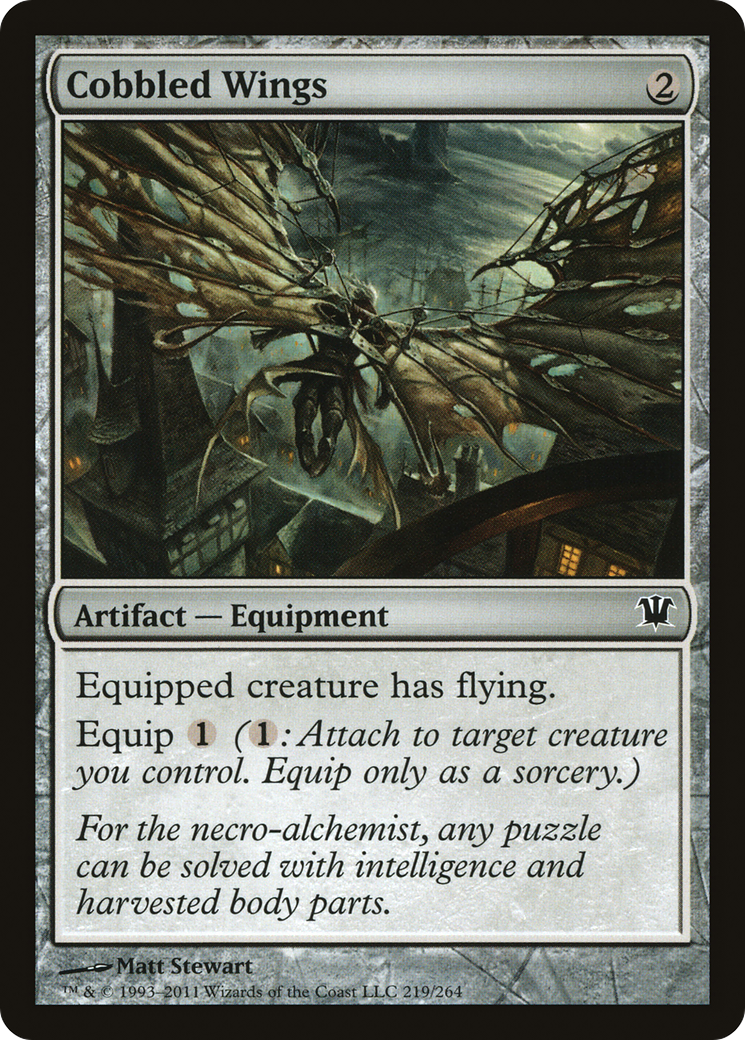 Cobbled Wings 2
Artifact — Equipment
Equipped creature has flying.
Equip 1 (1: Attach to target creature
you control. Equip only as a sorcery.)
For the necro-alchemist, any puzzle
can be solved with intelligence and
harvested body parts.
Matt Stewart
™ & © 1993–2011 Wizards of the Coast LLC 219/264